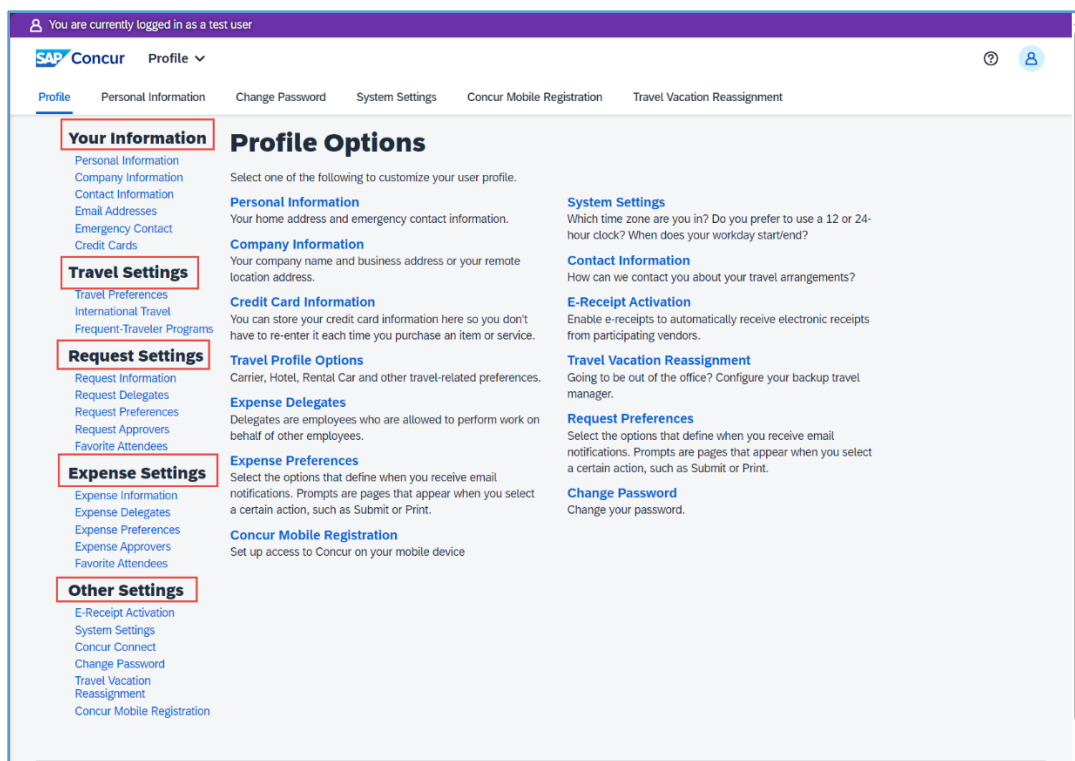 You are currently logged in as a test user
SAP Concur Profile
Profile Personal Information Change Password System Settings Concur Mobile Registration Travel Vacation Reassignment
Your Information
Personal Information
Company Information
Contact Information
Email Addresses
Emergency Contact
Credit Cards
Travel Settings
Travel Preferences
International Travel
Frequent-Traveler Programs
Request Settings
Request Information
Request Delegates
Request Preferences
Request Approvers
Favorite Attendees
Expense Settings
Expense Information
Expense Delegates
Expense Preferences
Expense Approvers
Favorite Attendees
Other Settings
E-Receipt Activation
System Settings
Concur Connect
Change Password
Travel Vacation
Reassignment
Concur Mobile Registration
Profile Options
Select one of the following to customize your user profile.
Personal Information
Your home address and emergency contact information.
Company Information
Your company name and business address or your remote
location address.
Credit Card Information
You can store your credit card information here so you don't
have to re-enter it each time you purchase an item or service.
Travel Profile Options
Carrier, Hotel, Rental Car and other travel-related preferences.
Expense Delegates
Delegates are employees who are allowed to perform work on
behalf of other employees.
Expense Preferences
Select the options that define when you receive email
notifications. Prompts are pages that appear when you select
a certain action, such as Submit or Print.
Concur Mobile Registration
Set up access to Concur on your mobile device
System Settings
Which time zone are you in? Do you prefer to use a 12 or 24-
hour clock? When does your workday start/end?
Contact Information
How can we contact you about your travel arrangements?
E-Receipt Activation
Enable e-receipts to automatically receive electronic receipts
from participating vendors.
Travel Vacation Reassignment
Going to be out of the office? Configure your backup travel
manager.
Request Preferences
Select the options that define when you receive email
notifications. Prompts are pages that appear when you select
a certain action, such as Submit or Print.
Change Password
Change your password.